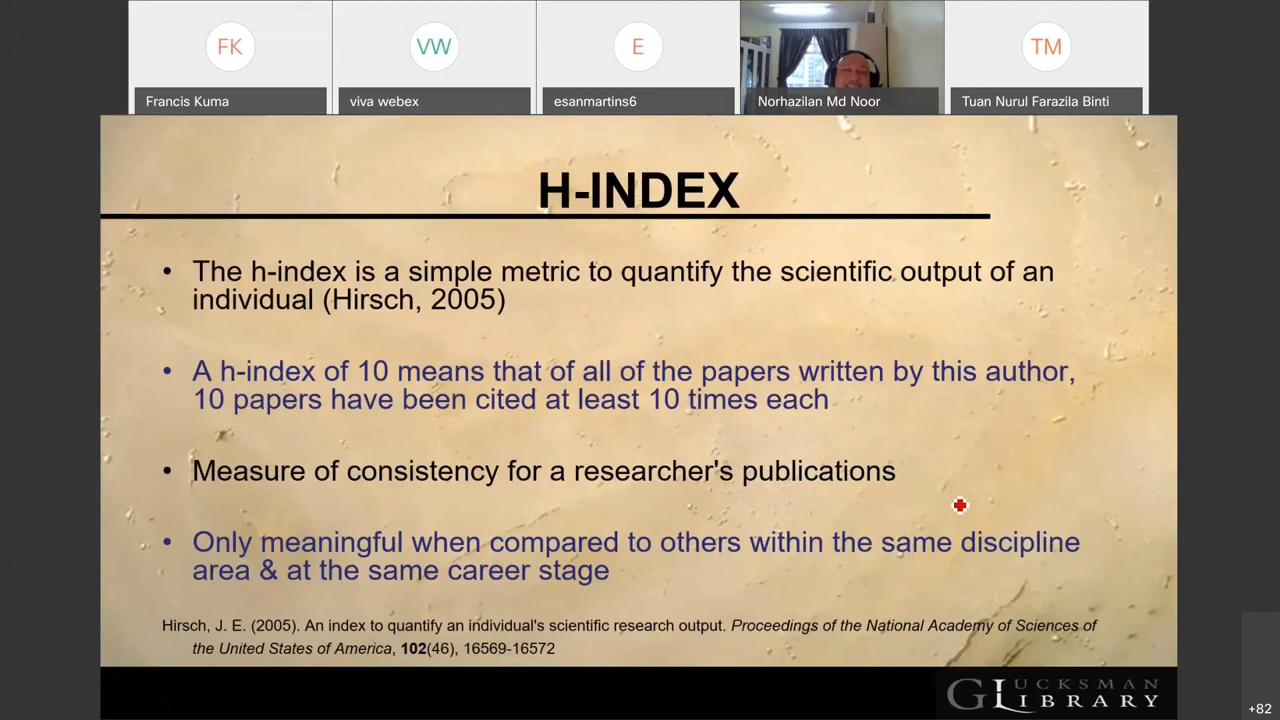 FK
VW
E
TM
Francis Kuma
viva webex
esanmartins6
Norhazilan Md Noor
Tuan Nurul Farazila Binti
H-INDEX
• The h-index is a simple metric to quantify the scientific output of an
individual (Hirsch, 2005)
• A h-index of 10 means that of all of the papers written by this author,
10 papers have been cited at least 10 times each
• Measure of consistency for a researcher's publications
• Only meaningful when compared to others within the same discipline
area & at the same career stage
Hirsch, J. E. (2005). An index to quantify an individual's scientific research output. Proceedings of the National Academy of Sciences of
the United States of America, 102(46), 16569-16572
GLUCKSMAN
LIBRARY
+82